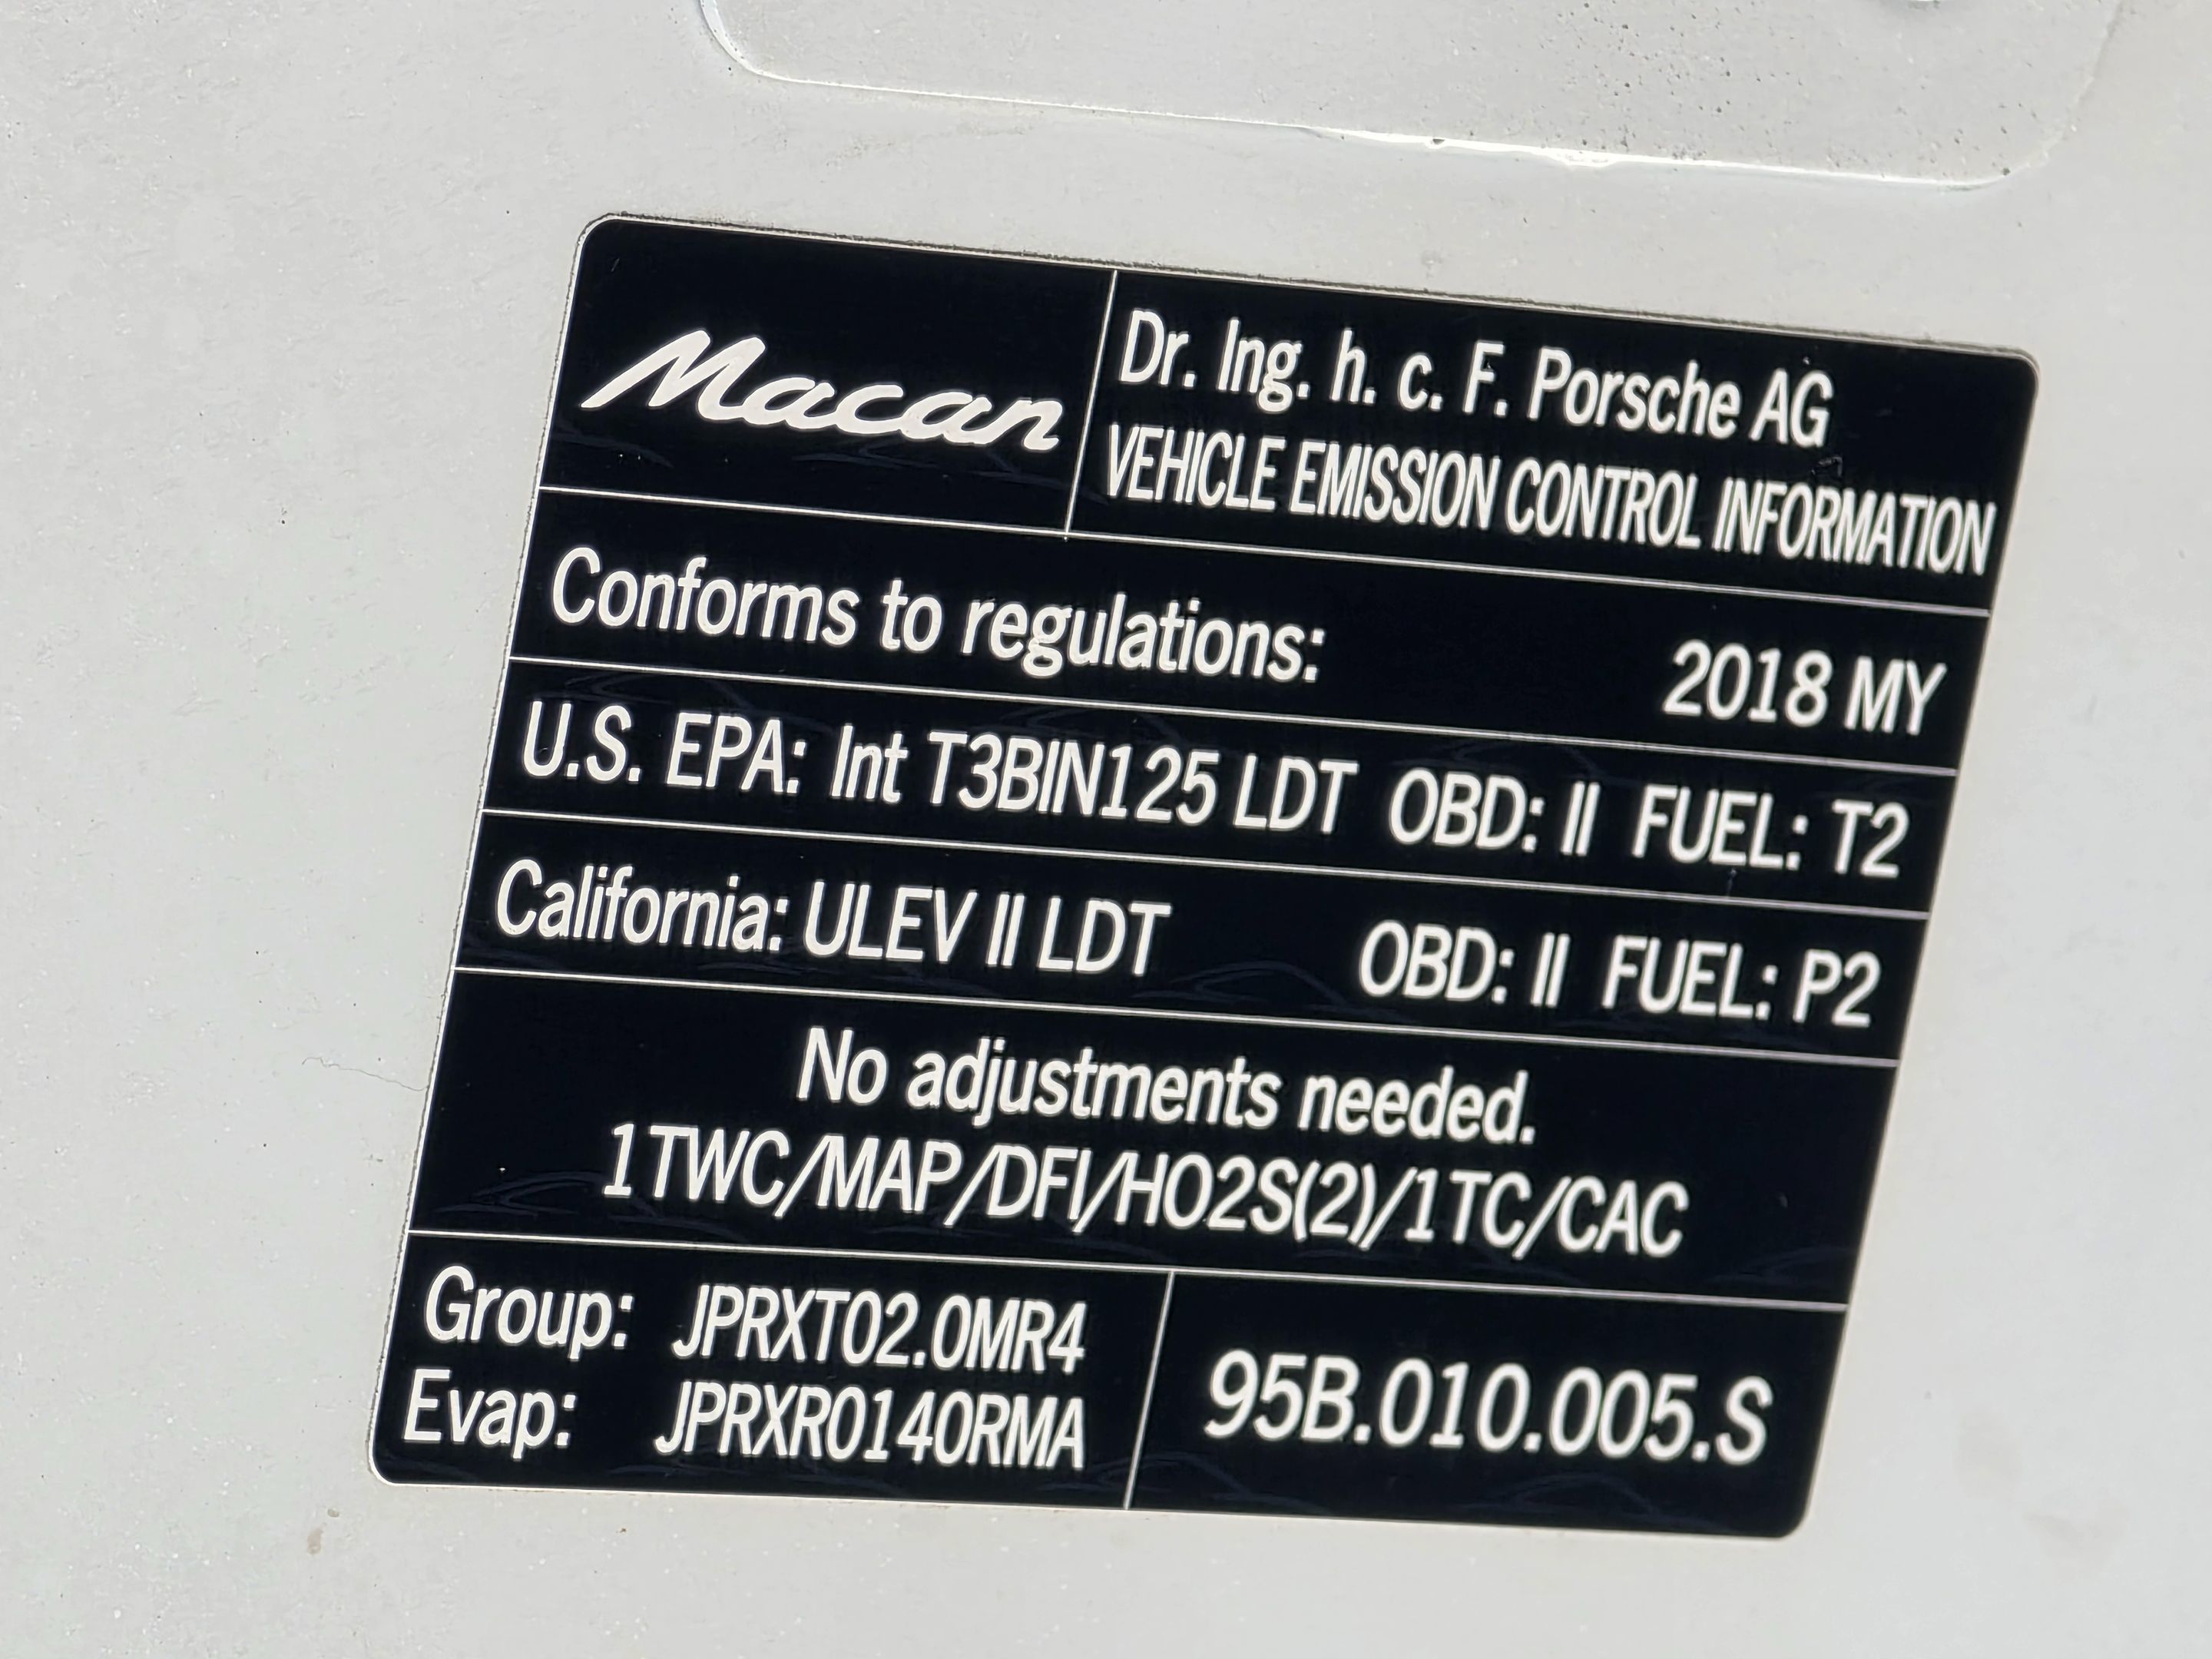 Macan
Dr. Ing. h. c. F. Porsche AG
VEHICLE EMISSION CONTROL INFORMATION
Conforms to regulations: 2018 MY
U.S. EPA: Int T3BIN125 LDT OBD: II FUEL: T2
California: ULEV II LDT OBD: II FUEL: P2
No adjustments needed.
1TWC/MAP/DFI/HO2S(2)/1TC/CAC
Group: JPRXT02.0MR4
Evap: JPRXR0140RMA
95B.010.005.S